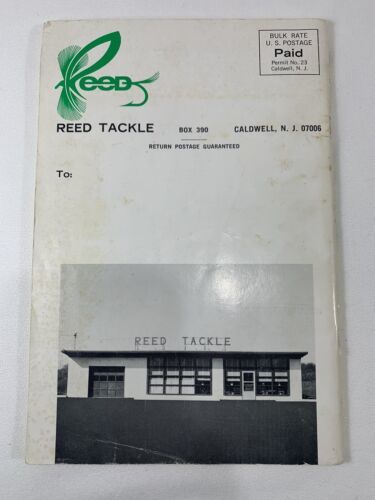 BULK RATE
U. S. POSTAGE
Paid
Permit No. 23
Caldwell, N. J.
REED
REED TACKLE BOX 390 CALDWELL, N. J. 07006
RETURN POSTAGE GUARANTEED
To:
REED TACKLE